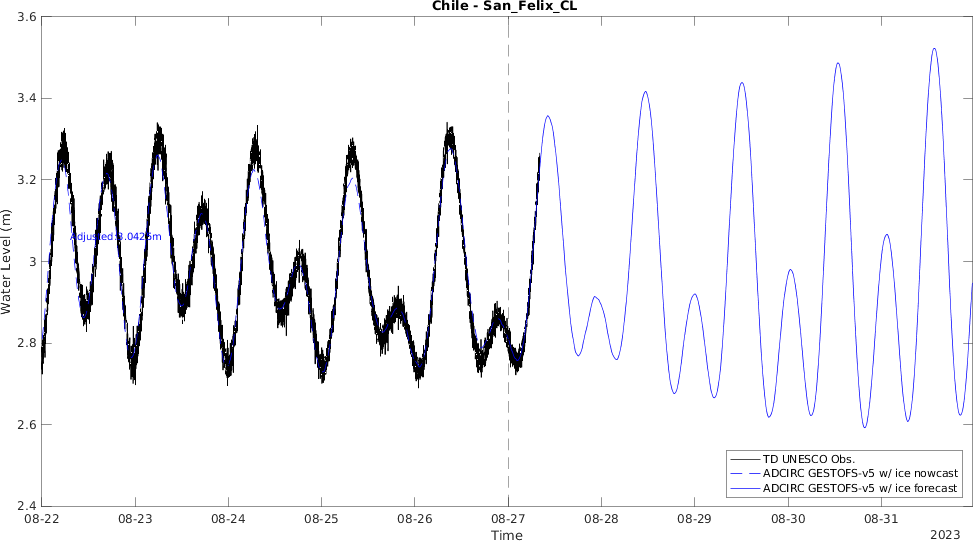 Chile - San_Felix_CL
Water Level (m)
3.6
3.4
3.2
3
2.8
2.6
2.4
Adjusted:3.0425m
TD UNESCO Obs.
ADCIRC GESTOFS-v5 w/ ice nowcast
ADCIRC GESTOFS-v5 w/ ice forecast
08-22 08-23 08-24 08-25 08-26 08-27 08-28 08-29 08-30 08-31
Time
2023